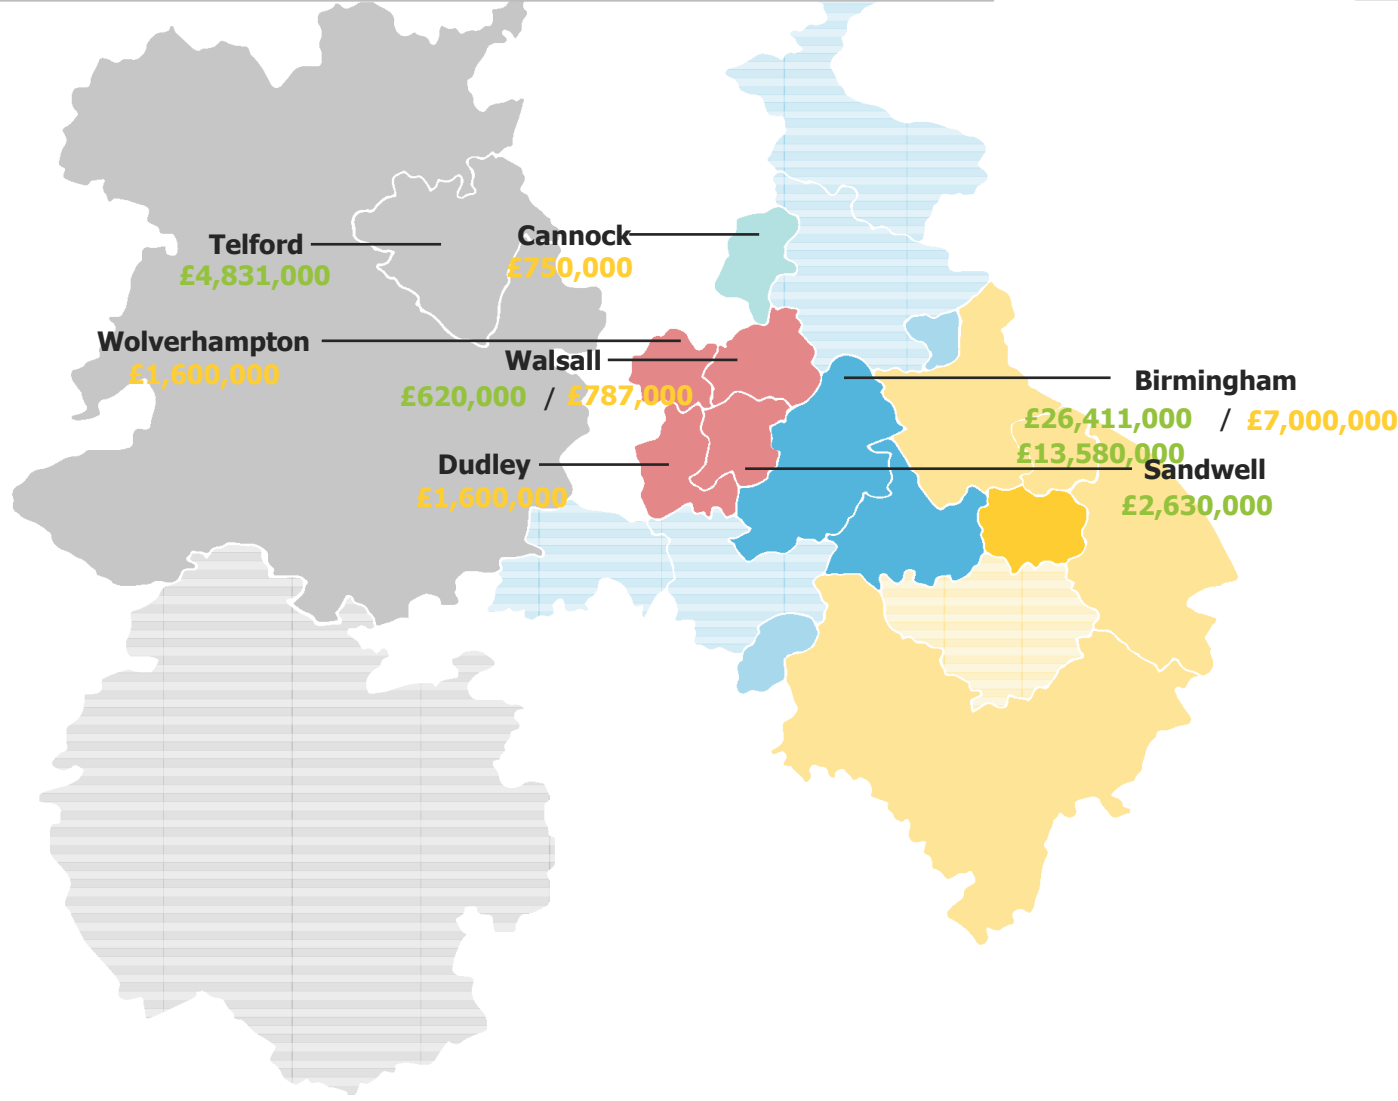 Telford
£4,831,000
Cannock
£750,000
Wolverhampton
£1,600,000
Walsall
£620,000 / £787,000
Birmingham
£26,411,000 / £7,000,000
£13,580,000
Dudley
£1,600,000
Sandwell
£2,630,000